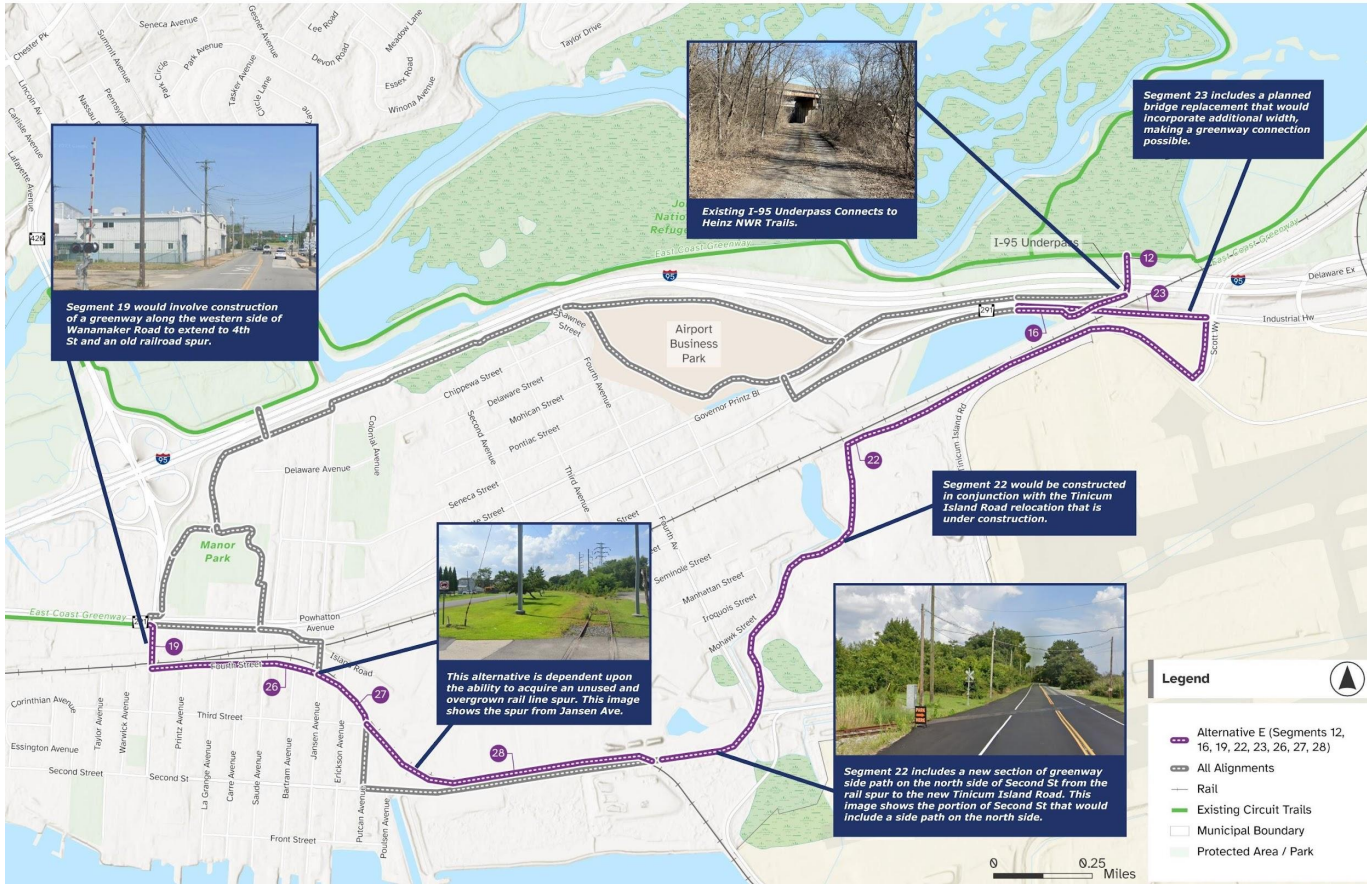 Chester Pk
Seneca Avenue
Summit Avenue
Park Circle
Park Avenue
Gesner Avenue
Lee Road
Devon Road
Meadow Lane
Tasker Avenue
Circle Lane
Essex Road
Winona Avenue
Lincoln Av
Carlisle Avenue
Nassau
Lafayette Avenue
Taylor Drive
428
Segment 19 would involve construction
of a greenway along the western side of
Wanamaker Road to extend to 4th
St and an old railroad spur.
Existing I-95 Underpass Connects to
Heinz NWR Trails.
Segment 23 includes a planned
bridge replacement that would
incorporate additional width,
making a greenway connection
possible.
East Coast Greenway
I-95 Underpass
12
East Coast Greenway
95
95
Delaware Ex
23
Industrial Hw
291
16
Scott Wy
Shawnee
Street
Airport
Business
Park
Chippewa Street
Delaware Street
Mohican Street
Pontiac Street
Second Avenue
Fourth Avenue
Governor Printz Bl
95
Colonial Avenue
Delaware Avenue
Seneca Street
Third Avenue
Fourth Av
22
Tinicum Island Rd
Segment 22 would be constructed
in conjunction with the Tinicum
Island Road relocation that is
under construction.
Manor
Park
Street
Seminole Street
Manhattan Street
Iroquois Street
Mohawk Street
East Coast Greenway
Powhatton
Avenue
19
Fourth Street
Island Road
26
27
This alternative is dependent upon
the ability to acquire an unused and
overgrown rail line spur. This image
shows the spur from Jansen Ave.
Corinthian Avenue
Taylor Avenue
Warwick Avenue
Printz Avenue
Third Street
Essington Avenue
Second Street
Second St
La Grange Avenue
Carre Avenue
Saude Avenue
Bartram Avenue
Jansen Avenue
Erickson Avenue
Putcan Avenue
Poulsen Avenue
Front Street
28
Segment 22 includes a new section of greenway
side path on the north side of Second St from the
rail spur to the new Tinicum Island Road. This
image shows the portion of Second St that would
include a side path on the north side.
0 0.25
Miles
Legend
Alternative E (Segments 12,
16, 19, 22, 23, 26, 27, 28)
All Alignments
Rail
Existing Circuit Trails
Municipal Boundary
Protected Area / Park